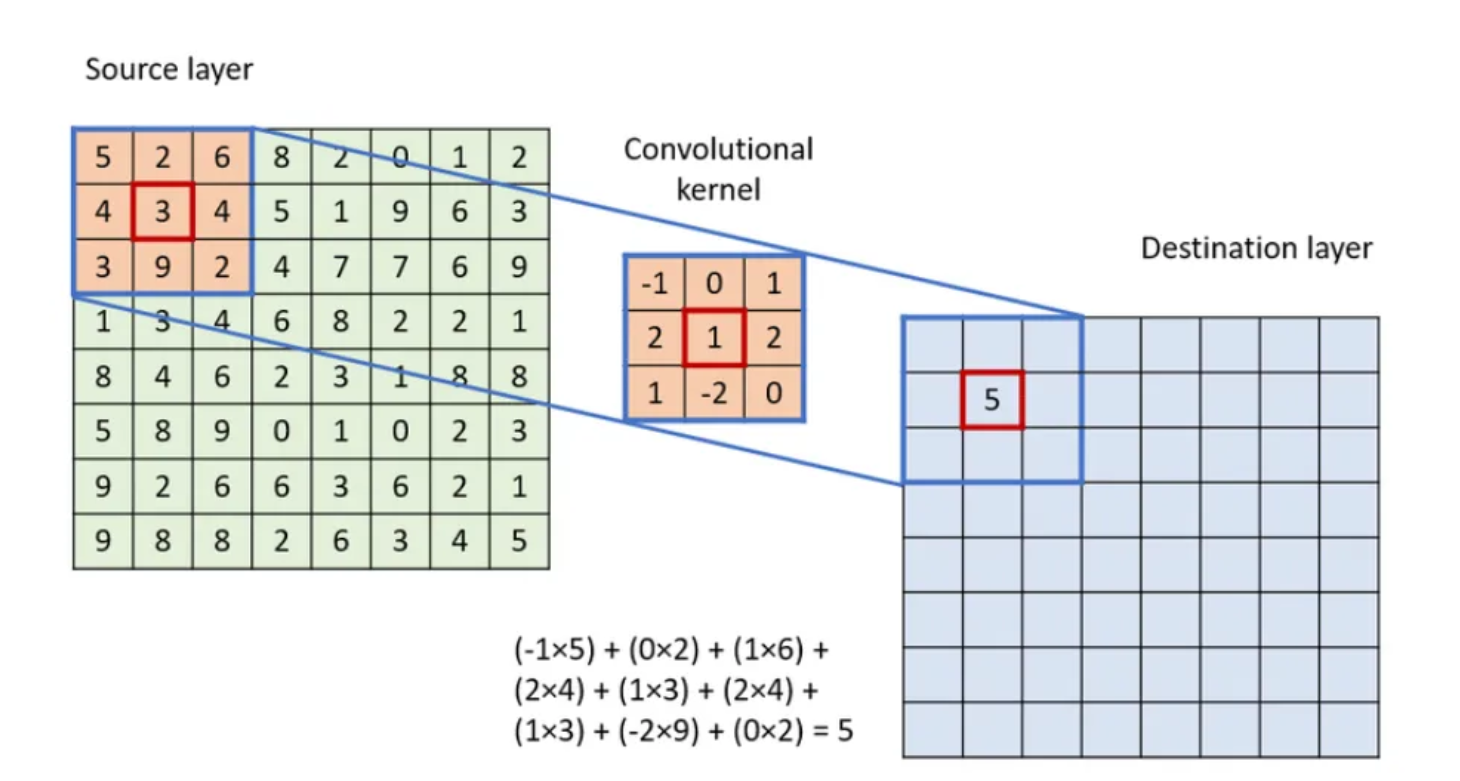 Source layer
5 2 6 8 2 0 1 2
4 3 4 5 1 9 6 3
3 9 2 4 7 7 6 9
1 3 4 6 8 2 2 1
8 4 6 2 3 1 8 8
5 8 9 0 1 0 2 3
9 2 6 6 3 6 2 1
9 8 8 2 6 3 4 5
Convolutional
kernel
-1 0 1
2 1 2
1 -2 0
Destination layer
5
(-1×5) + (0×2) + (1×6) +
(2×4) + (1×3) + (2×4) +
(1×3) + (-2×9) + (0×2) = 5